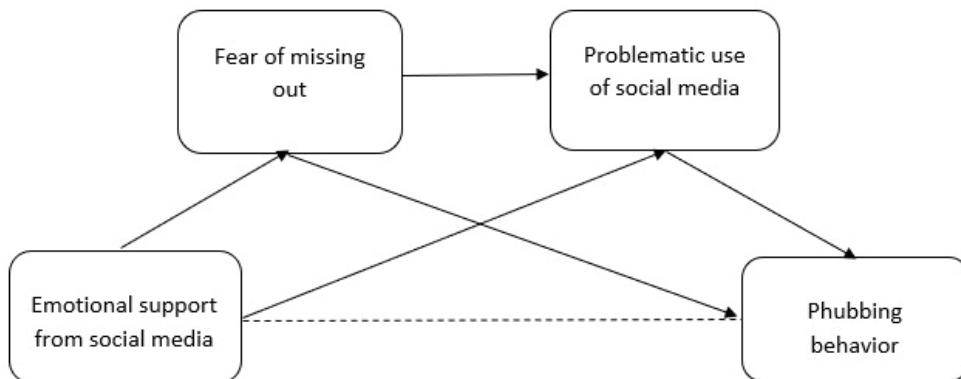 Fear of missing
out
Problematic use
of social media
Emotional support
from social media
Phubbing
behavior